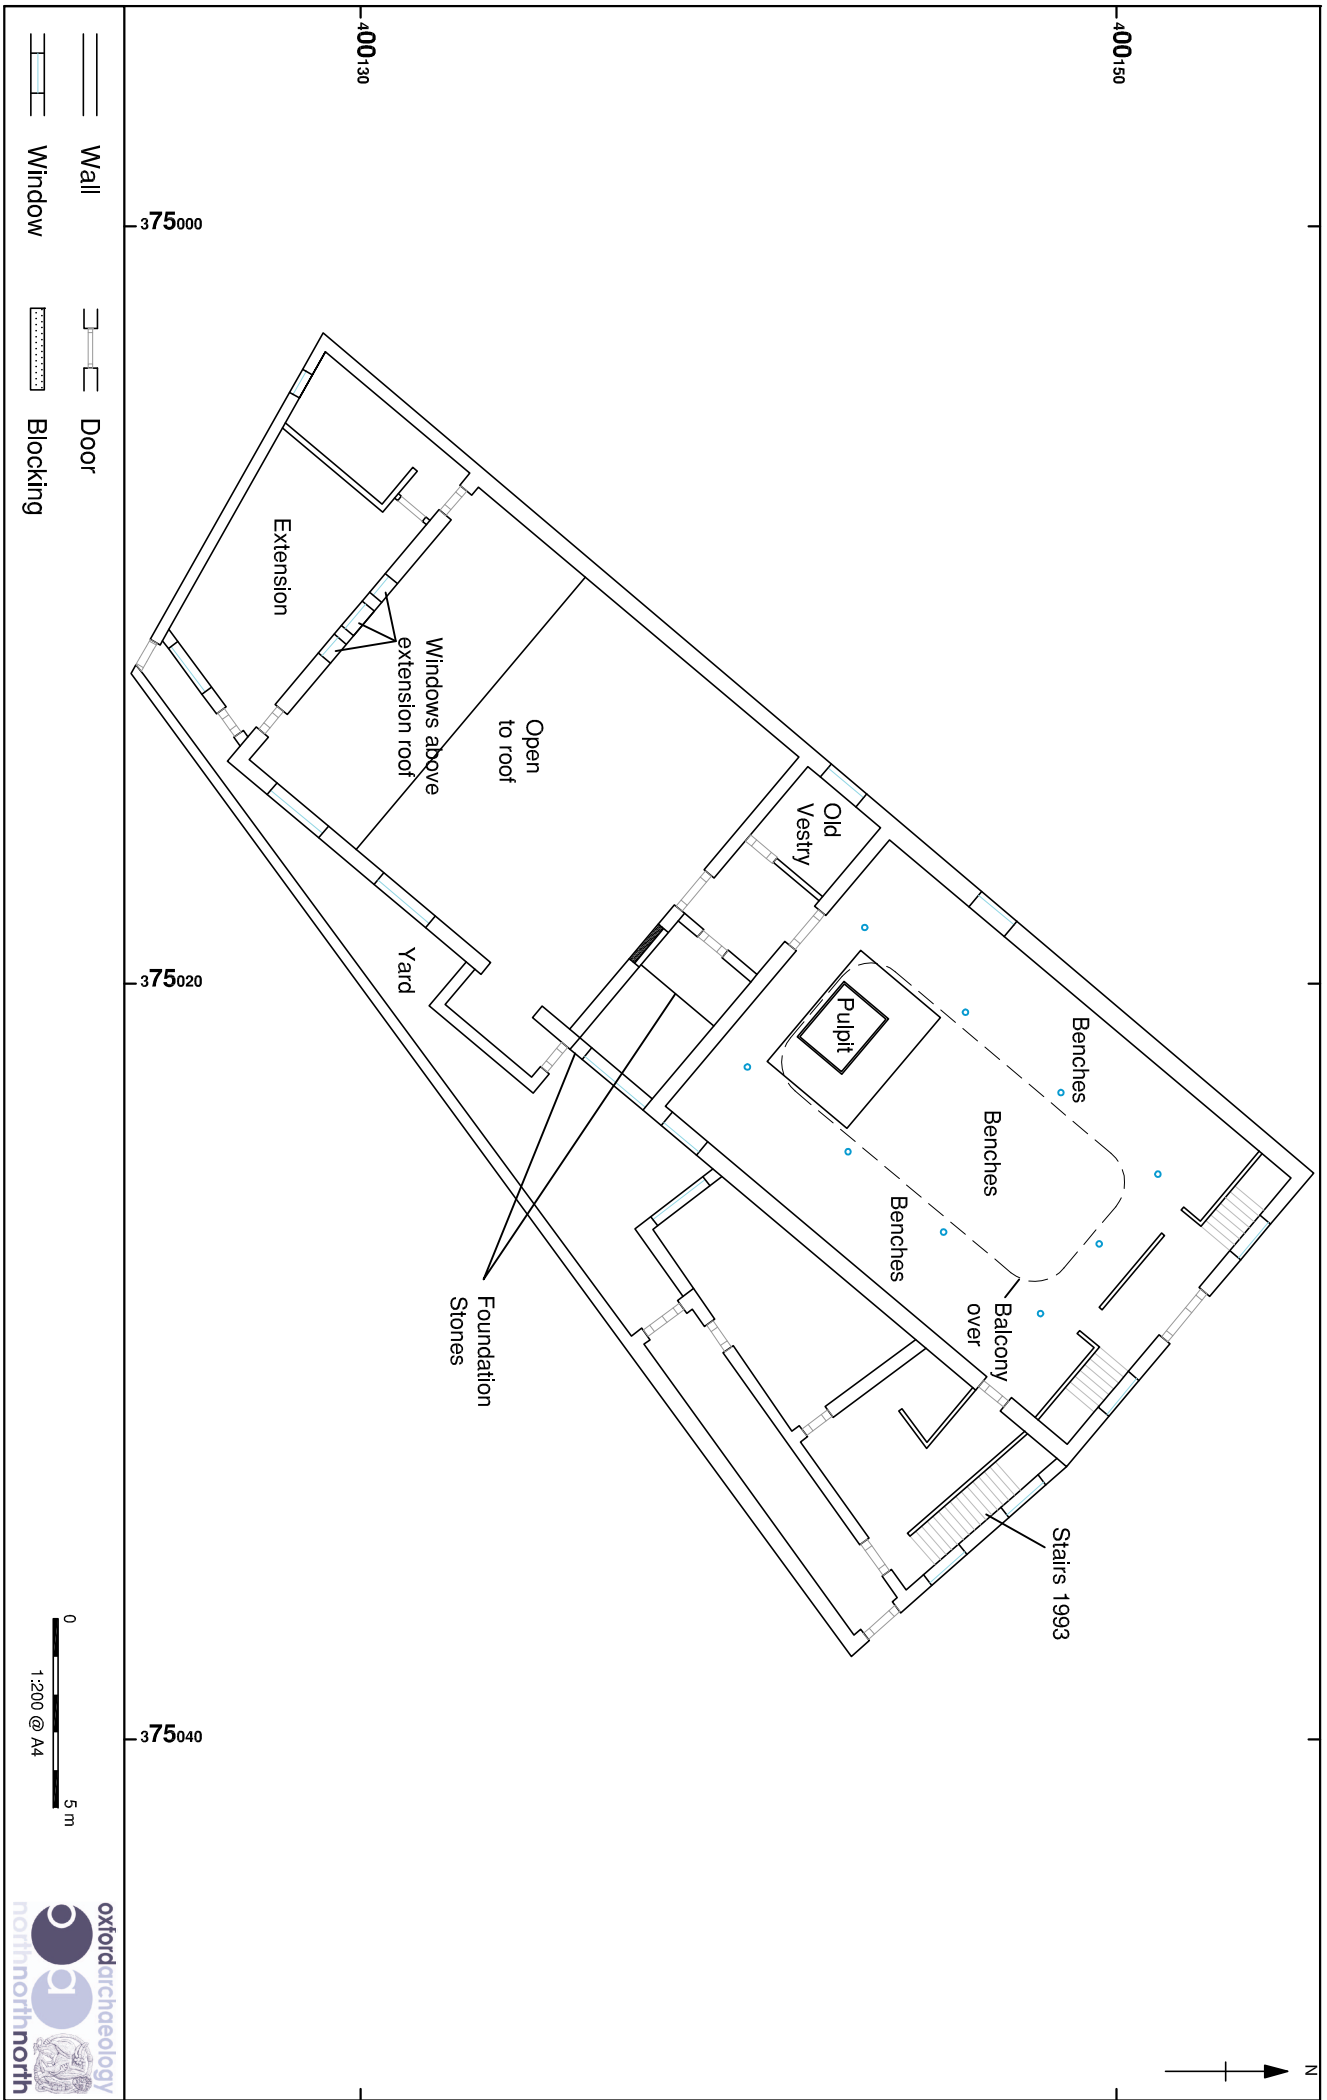 400150
400130
375000
375020
375040
N
Benches
Benches
Benches
Pulpit
Balcony
over
Stairs 1993
Old
Vestry
Open
to roof
Windows above
extension roof
Extension
Yard
Foundation
Stones
Wall
Door
Window
Blocking
0
5 m
1:200 @ A4
oxfordarchaeology
oa
northnorthnorth